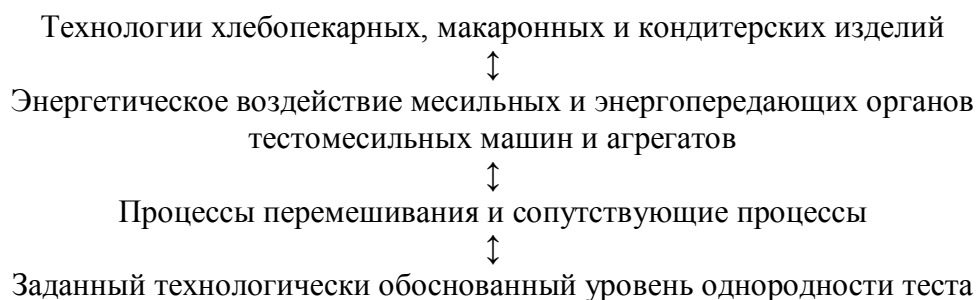 Технологии хлебопекарных, макаронных и кондитерских изделий
↕
Энергетическое воздействие месильных и энергопередающих органов
тестомесильных машин и агрегатов
↕
Процессы перемешивания и сопутствующие процессы
↕
Заданный технологически обоснованный уровень однородности теста